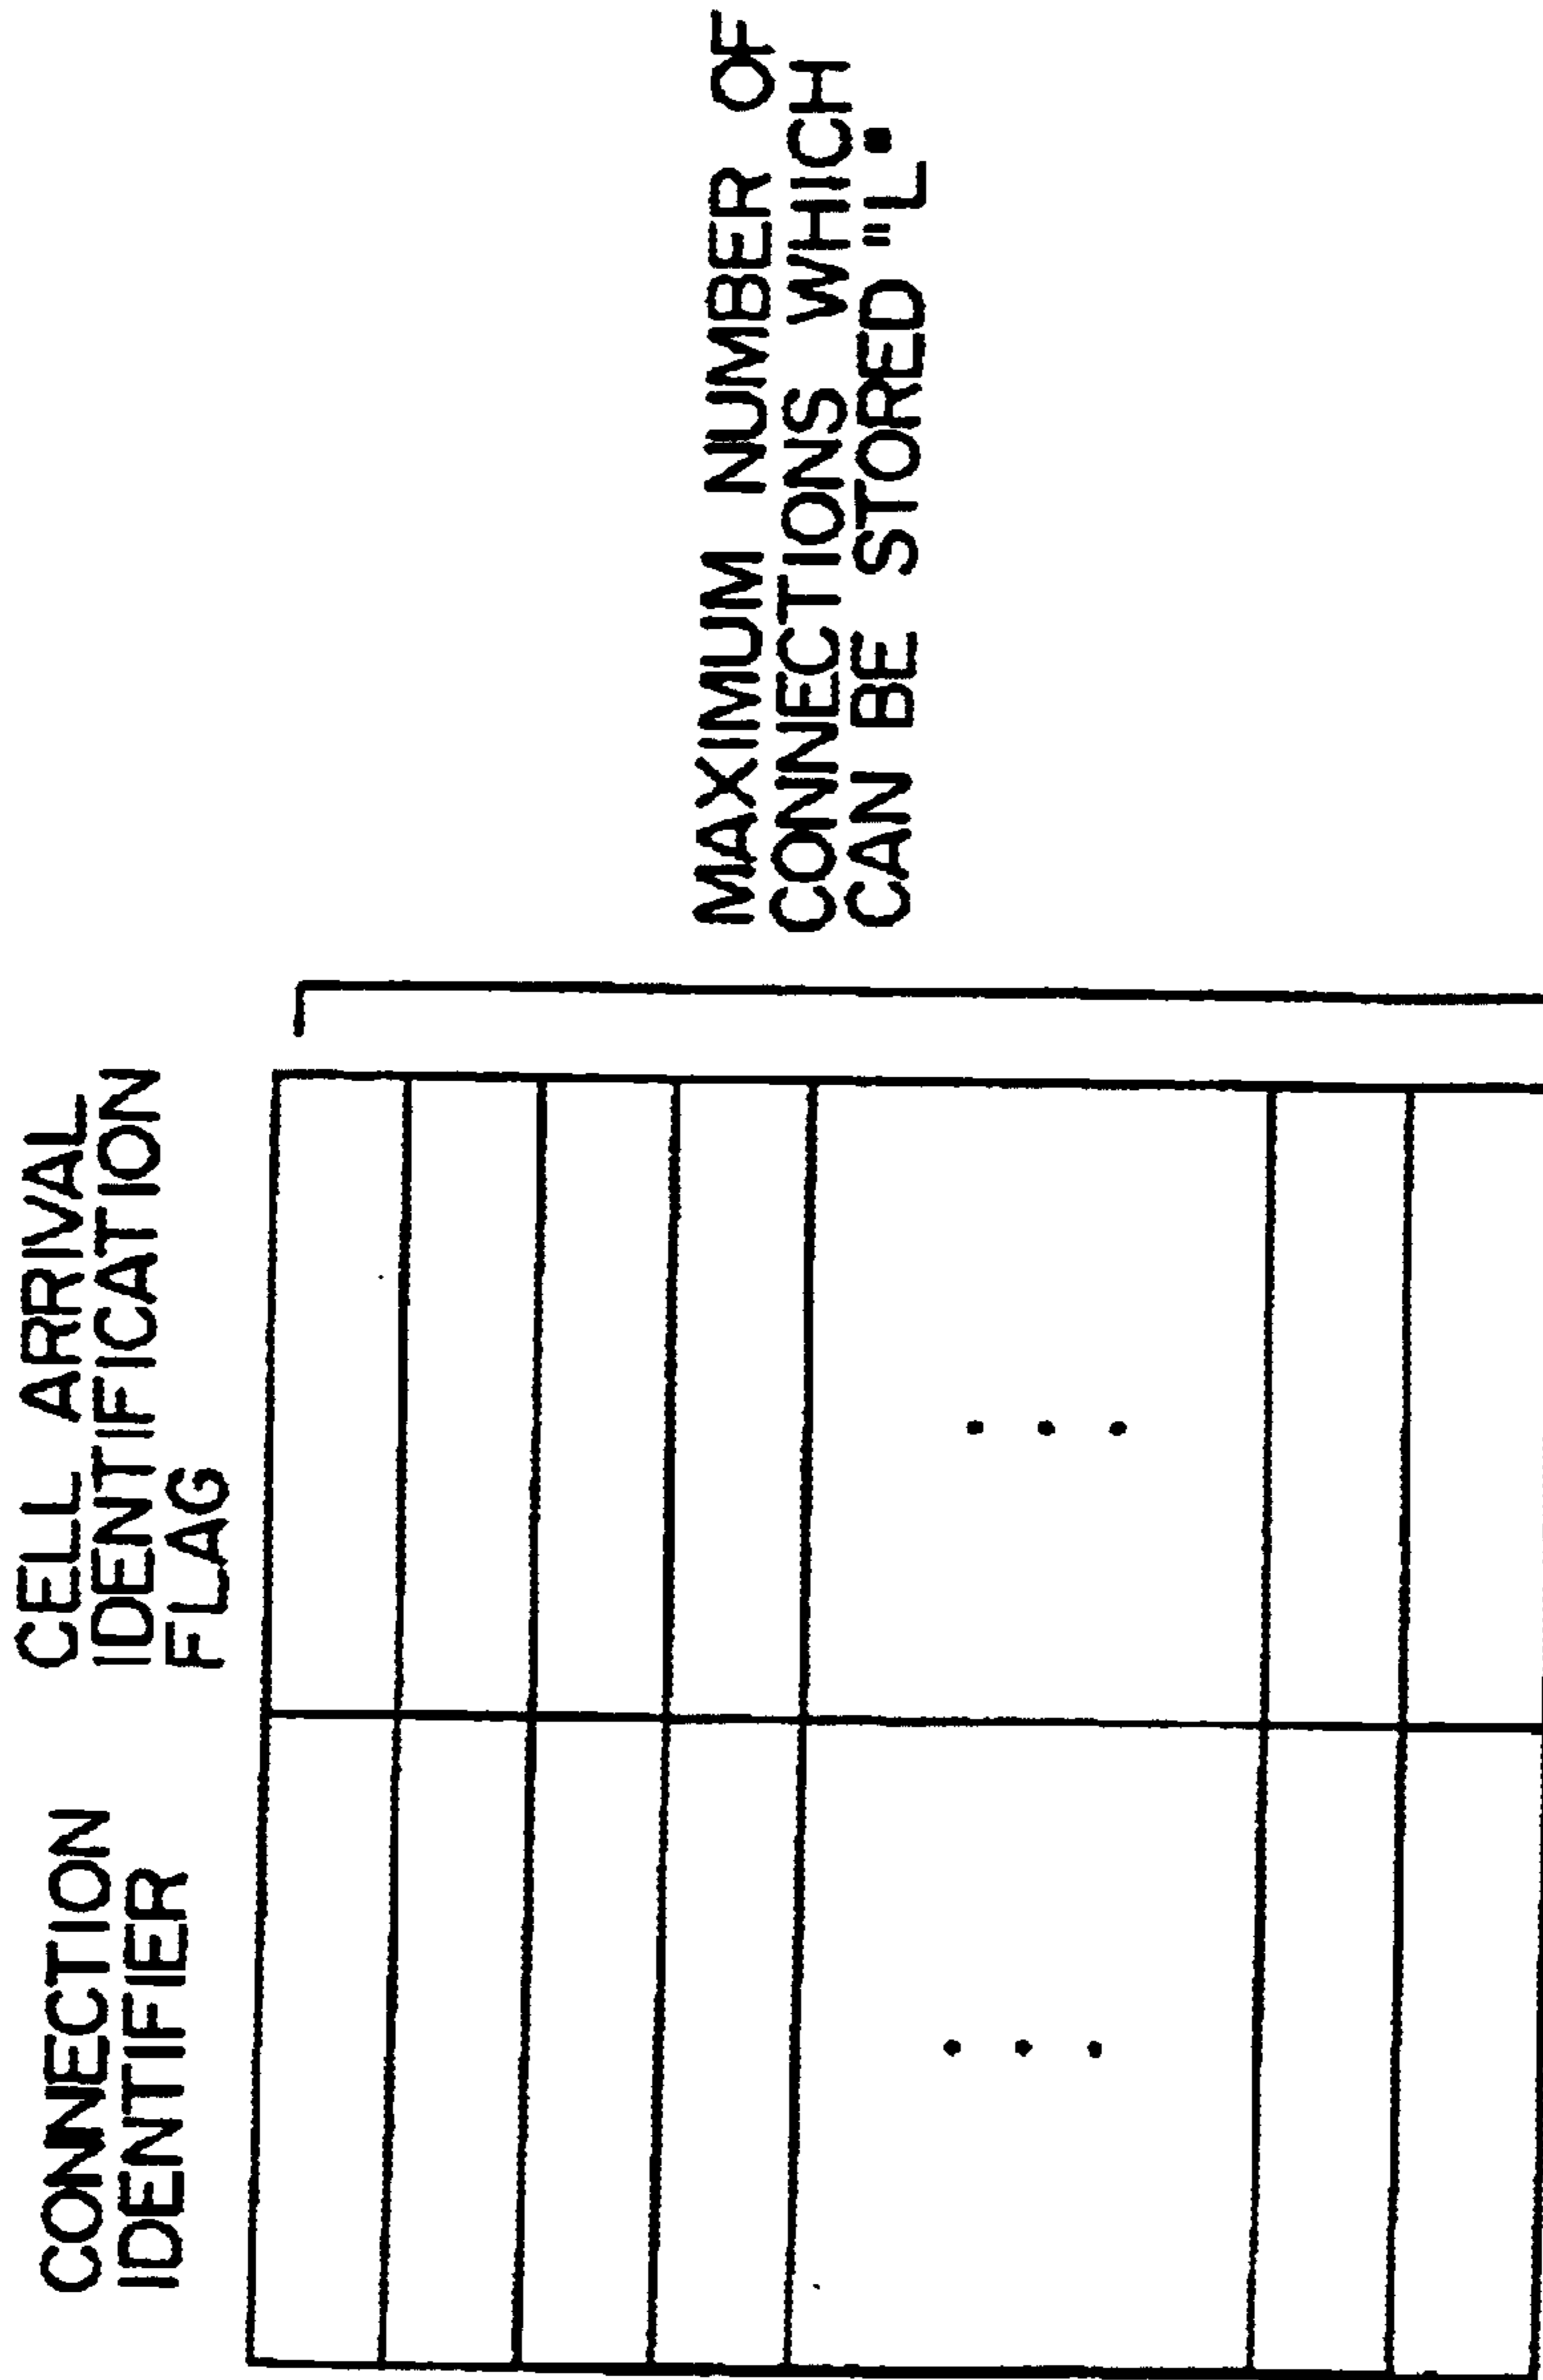 CONNECTION
IDENTIFIER
CELL ARRIVAL
IDENTIFICATION
FLAG
MAXIMUM NUMBER OF
CONNECTIONS WHICH
CAN BE STORED "L".